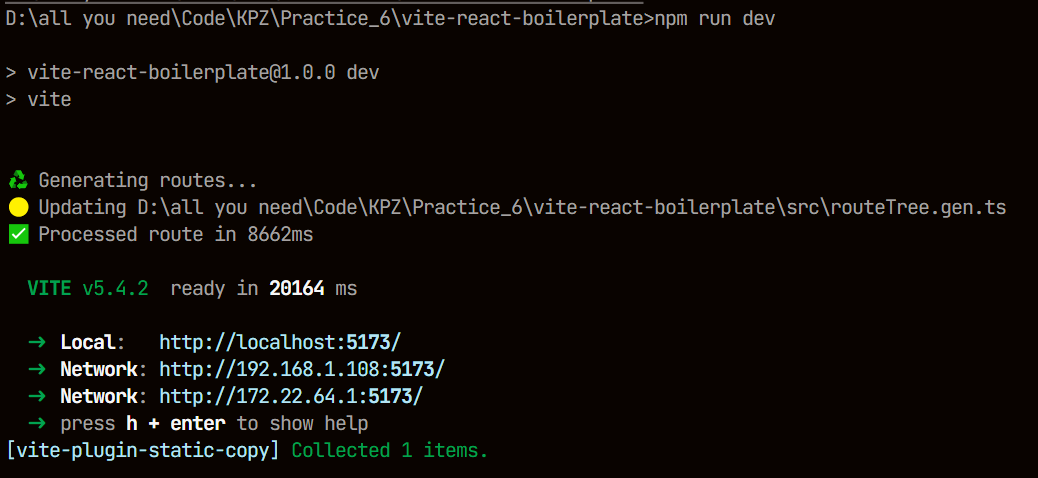 D:\all you need\Code\KPZ\Practice_6\vite-react-boilerplate>npm run dev
> vite-react-boilerplate@1.0.0 dev
> vite
♻️ Generating routes...
🟡 Updating D:\all you need\Code\KPZ\Practice_6\vite-react-boilerplate\src\routeTree.gen.ts
✅ Processed route in 8662ms
VITE v5.4.2  ready in 20164 ms
➜ Local:   http://localhost:5173/
➜ Network: http://192.168.1.108:5173/
➜ Network: http://172.22.64.1:5173/
➜ press h + enter to show help
[vite-plugin-static-copy] Collected 1 items.